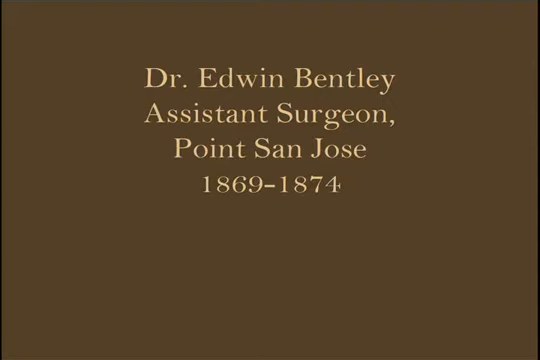 Dr. Edwin Bentley
Assistant Surgeon,
Point San Jose
1869–1874